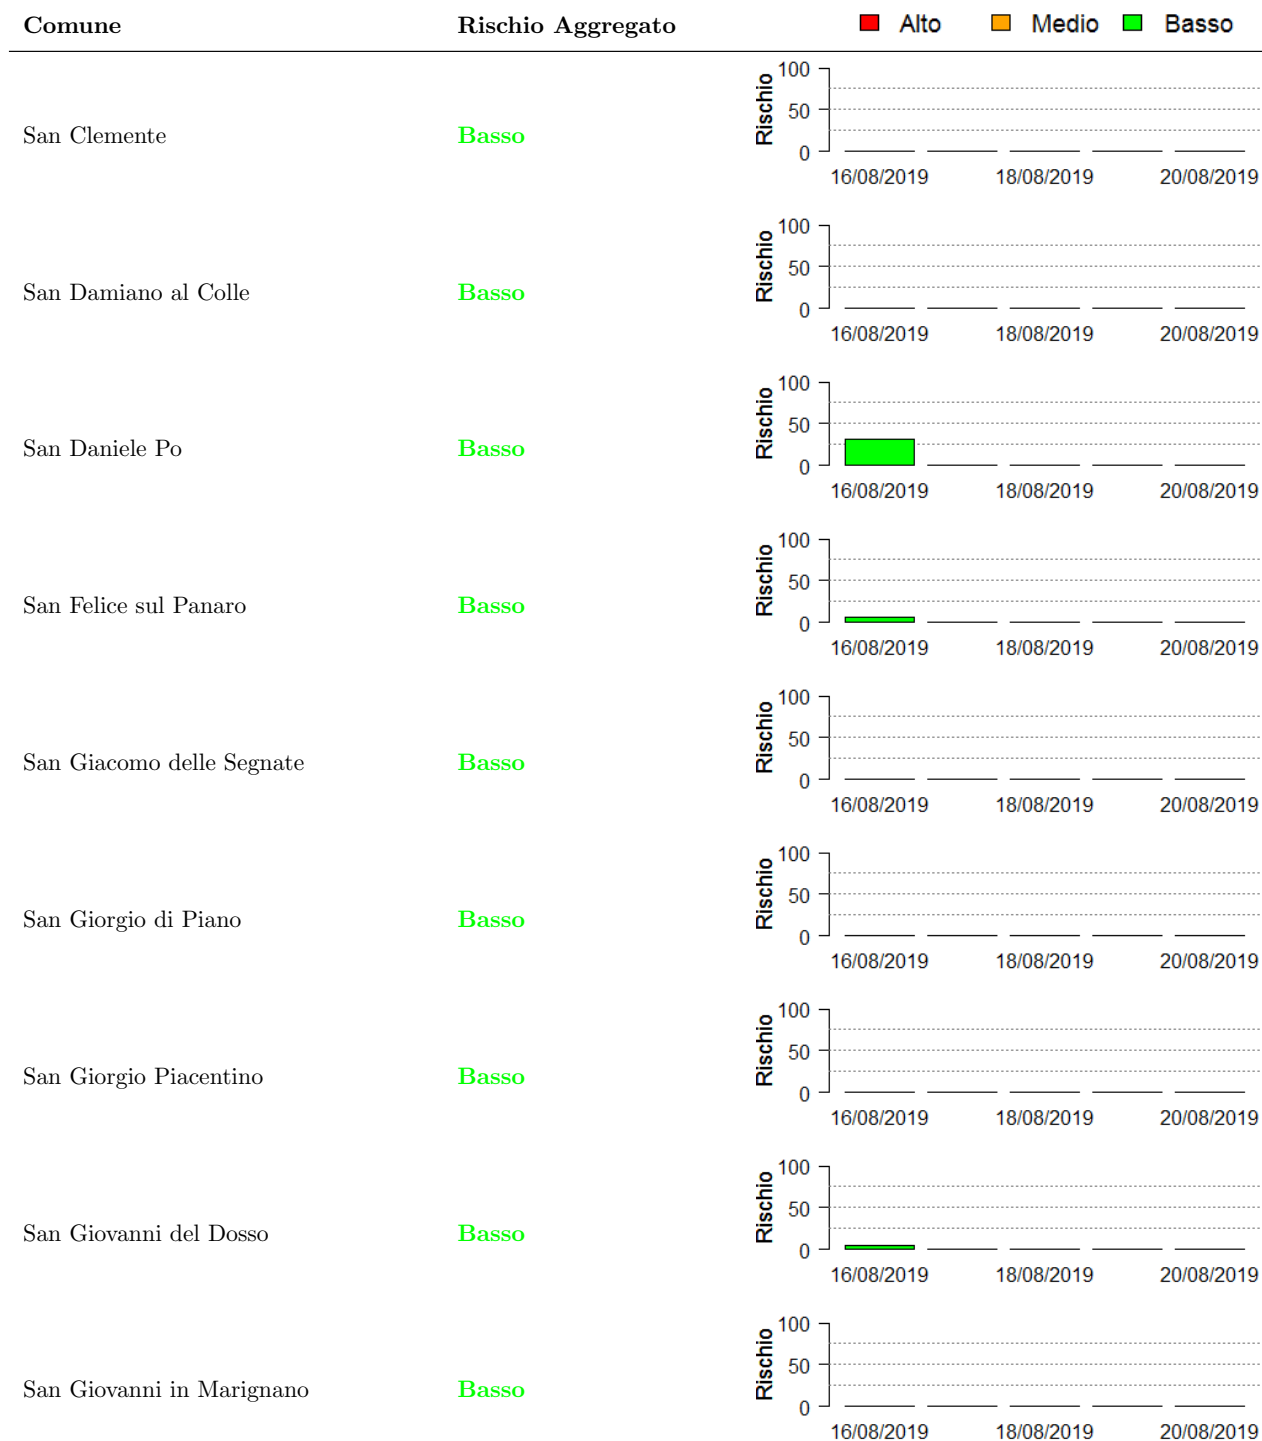 Comune Rischio Aggregato Alto Medio Basso
100
Rischio
50
San Clemente Basso
0
16/08/2019 18/08/2019 20/08/2019
100
Rischio
50
San Damiano al Colle Basso
0
16/08/2019 18/08/2019 20/08/2019
100
Rischio
50
San Daniele Po Basso
0
16/08/2019 18/08/2019 20/08/2019
100
Rischio
50
San Felice sul Panaro Basso
0
16/08/2019 18/08/2019 20/08/2019
100
Rischio
50
San Giacomo delle Segnate Basso
0
16/08/2019 18/08/2019 20/08/2019
100
Rischio
50
San Giorgio di Piano Basso
0
16/08/2019 18/08/2019 20/08/2019
100
Rischio
50
San Giorgio Piacentino Basso
0
16/08/2019 18/08/2019 20/08/2019
100
Rischio
50
San Giovanni del Dosso Basso
0
16/08/2019 18/08/2019 20/08/2019
100
Rischio
50
San Giovanni in Marignano Basso
0
16/08/2019 18/08/2019 20/08/2019